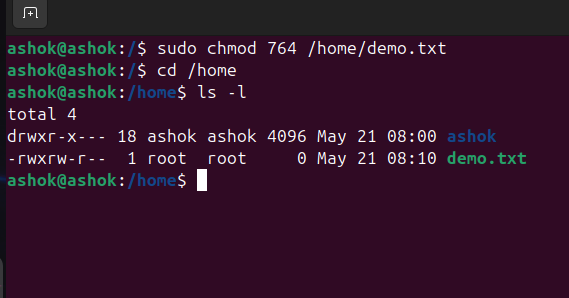 ashok@ashok:/$ sudo chmod 764 /home/demo.txt
ashok@ashok:/$ cd /home
ashok@ashok:/home$ ls -l
total 4
drwxr-x--- 18 ashok ashok 4096 May 21 08:00 ashok
-rwxrw-r--  1 root  root     0 May 21 08:10 demo.txt
ashok@ashok:/home$